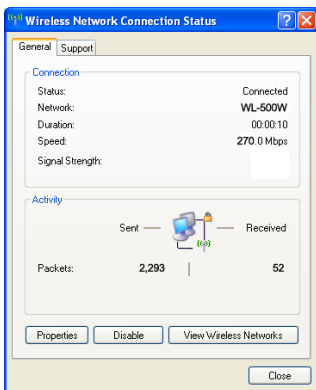 Wireless Network Connection Status
General Support
Connection
Status: Connected
Network: WL-500W
Duration: 00:00:10
Speed: 270.0 Mbps
Signal Strength:
Activity
Sent Received
Packets: 2,293 52
Properties Disable View Wireless Networks
Close